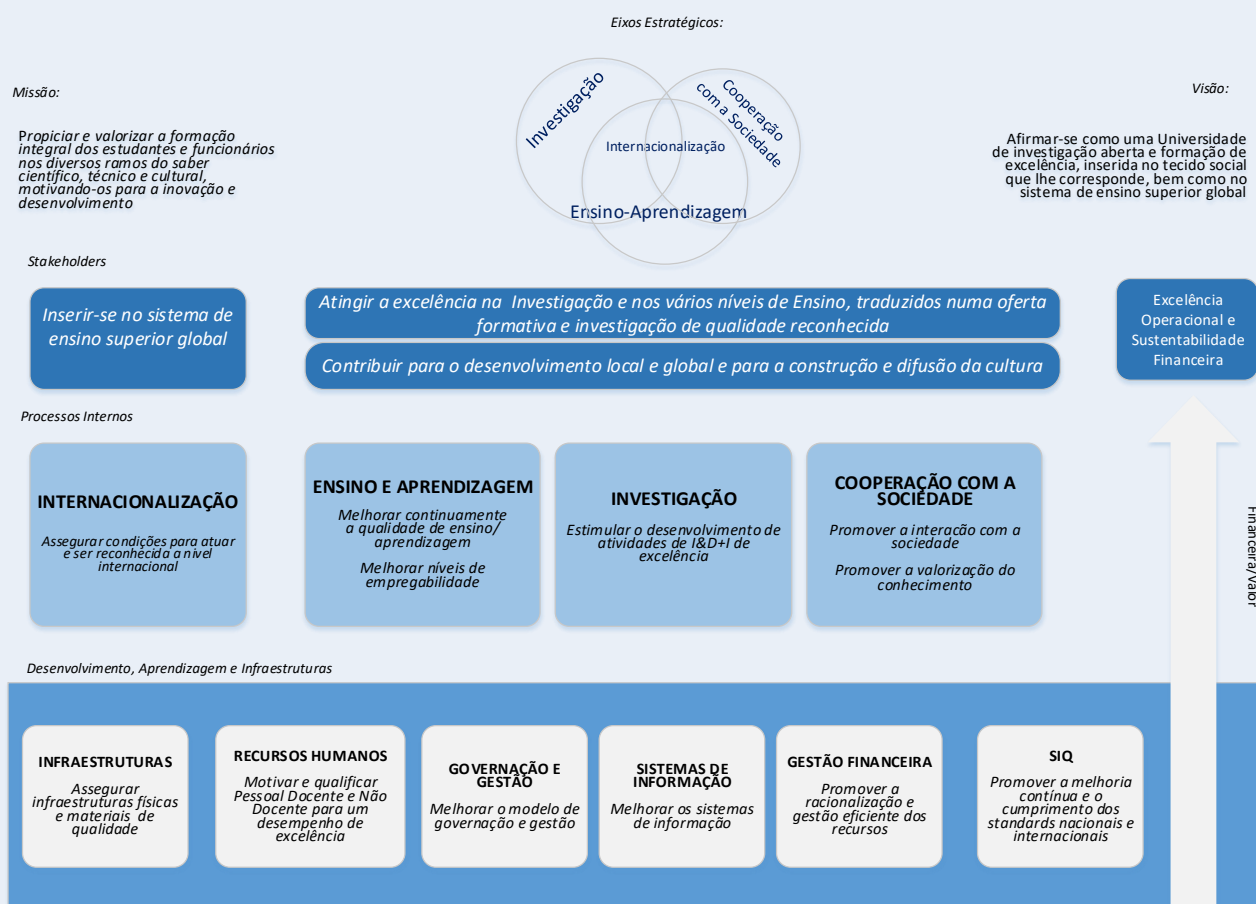 Eixos Estratégicos:
Investigação
Cooperação
com a Sociedade
Internacionalização
Ensino-Aprendizagem
Missão:
Propiciar e valorizar a formação
integral dos estudantes e funcionários
nos diversos ramos do saber
científico, técnico e cultural,
motivando-os para a inovação e
desenvolvimento
Visão:
Afirmar-se como uma Universidade
de investigação aberta e formação de
excelência, inserida no tecido social
que lhe corresponde, bem como no
sistema de ensino superior global
Stakeholders
Inserir-se no sistema de
ensino superior global
Atingir a excelência na Investigação e nos vários níveis de Ensino, traduzidos numa oferta
formativa e investigação de qualidade reconhecida
Contribuir para o desenvolvimento local e global e para a construção e difusão da cultura
Excelência
Operacional e
Sustentabilidade
Financeira
Processos Internos
INTERNACIONALIZAÇÃO
Assegurar condições para atuar
e ser reconhecida a nivel
internacional
ENSINO E APRENDIZAGEM
Melhorar continuamente
a qualidade de ensino/
aprendizagem
Melhorar níveis de
empregabilidade
INVESTIGAÇÃO
Estimular o desenvolvimento de
atividades de I&D+I de
excelência
COOPERAÇÃO COM A
SOCIEDADE
Promover a interação com a
sociedade
Promover a valorização do
conhecimento
Financeira/Valor
Desenvolvimento, Aprendizagem e Infraestruturas
INFRAESTRUTURAS
Assegurar
infraestruturas físicas
e materiais de
qualidade
RECURSOS HUMANOS
Motivar e qualificar
Pessoal Docente e Não
Docente para um
desempenho de
excelência
GOVERNAÇÃO E
GESTÃO
Melhorar o modelo de
governação e gestão
SISTEMAS DE
INFORMAÇÃO
Melhorar os sistemas
de informação
GESTÃO FINANCEIRA
Promover a
racionalização e
gestão eficiente dos
recursos
SIQ
Promover a melhoria
contínua e o
cumprimento dos
standards nacionais e
internacionais